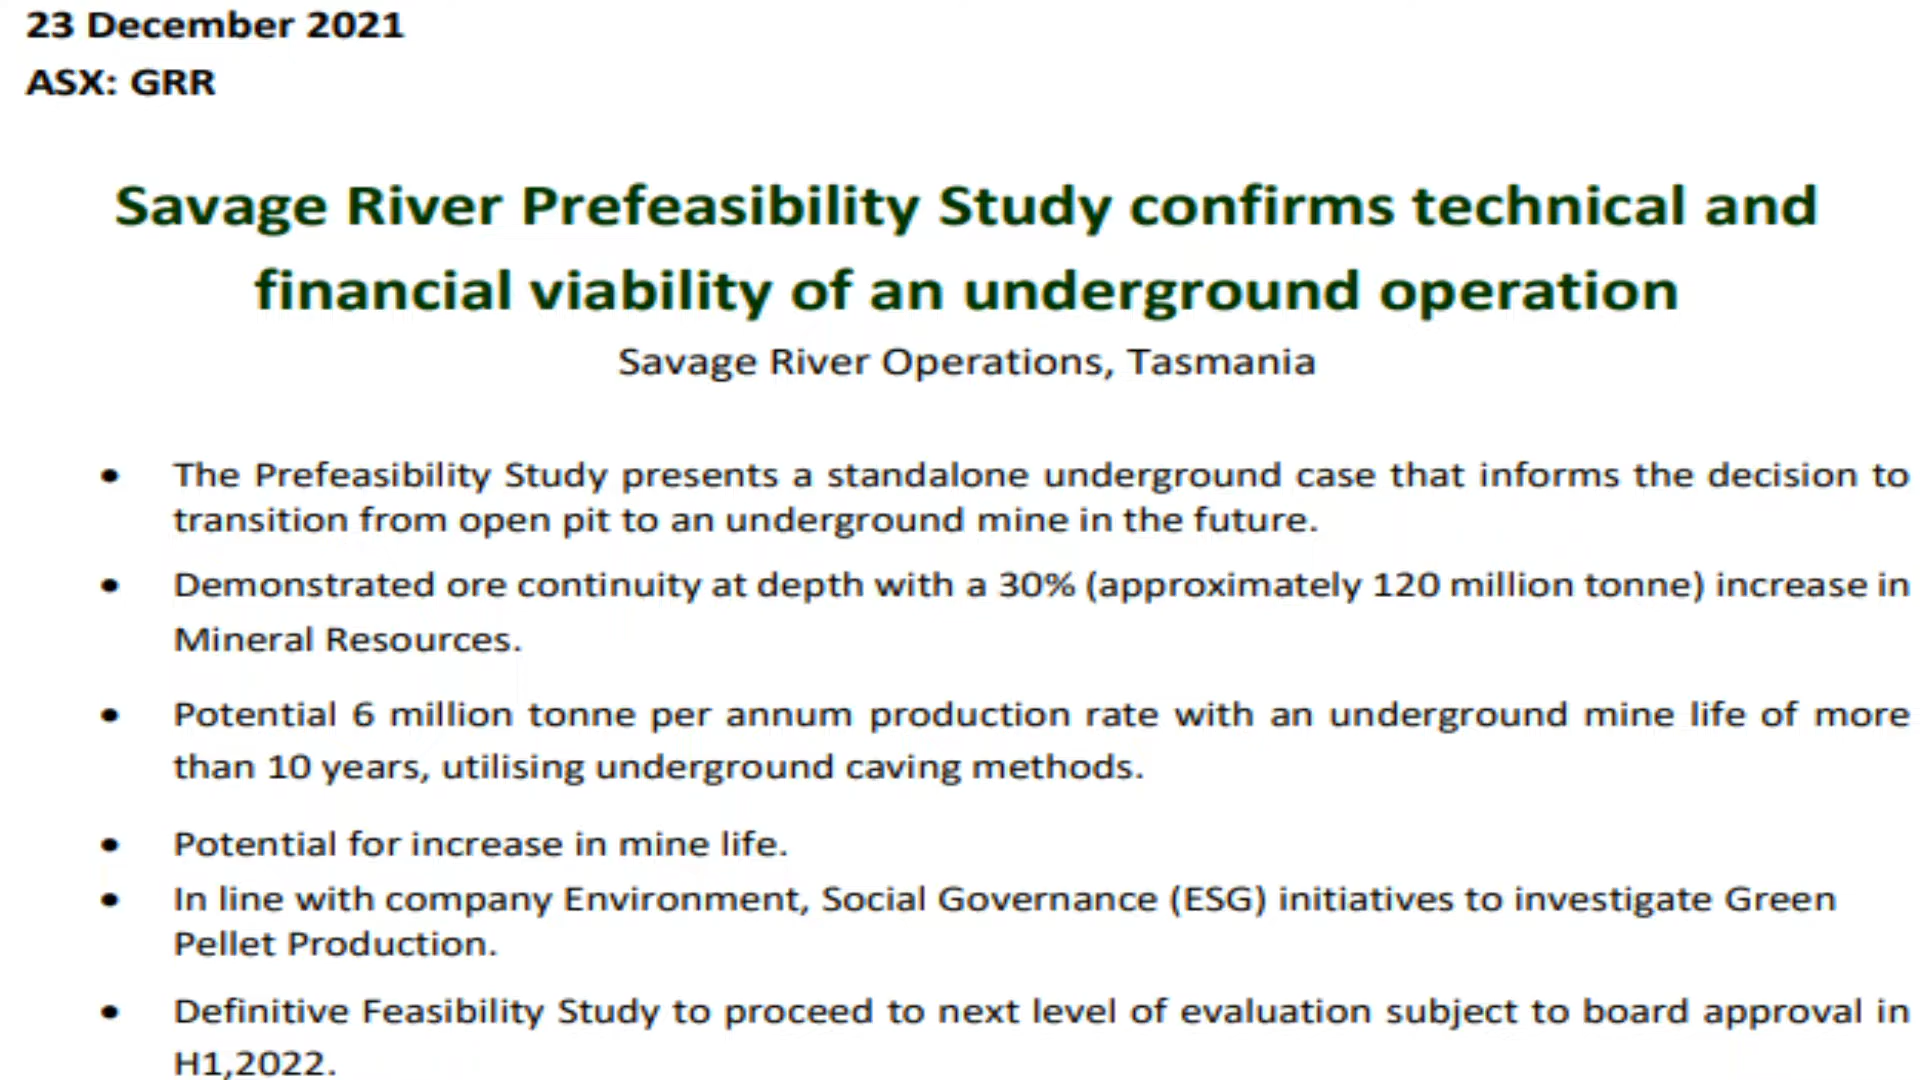 23 December 2021
ASX: GRR
Savage River Prefeasibility Study confirms technical and
financial viability of an underground operation
Savage River Operations, Tasmania
• The Prefeasibility Study presents a standalone underground case that informs the decision to
transition from open pit to an underground mine in the future.
• Demonstrated ore continuity at depth with a 30% (approximately 120 million tonne) increase in
Mineral Resources.
• Potential 6 million tonne per annum production rate with an underground mine life of more
than 10 years, utilising underground caving methods.
• Potential for increase in mine life.
• In line with company Environment, Social Governance (ESG) initiatives to investigate Green
Pellet Production.
• Definitive Feasibility Study to proceed to next level of evaluation subject to board approval in
H1,2022.